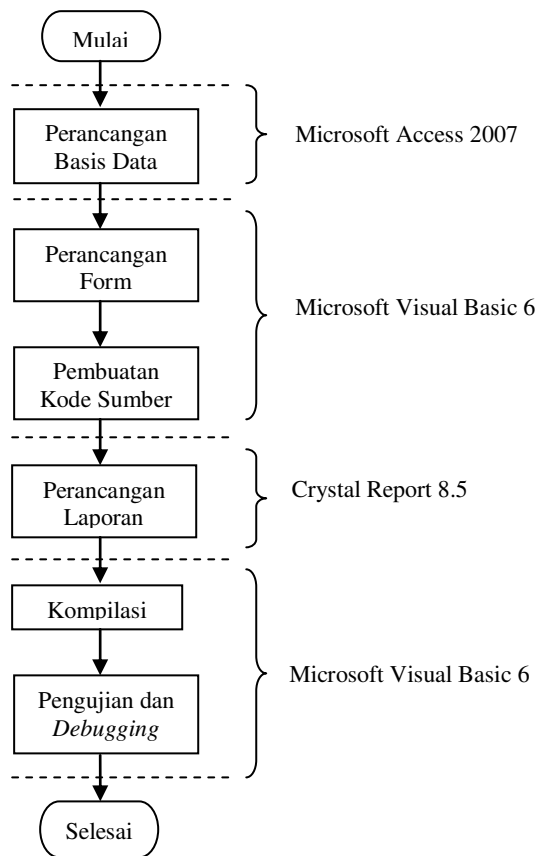 Mulai
Perancangan
Basis Data
Microsoft Access 2007
Perancangan
Form
Microsoft Visual Basic 6
Pembuatan
Kode Sumber
Perancangan
Laporan
Crystal Report 8.5
Kompilasi
Pengujian dan
Debugging
Microsoft Visual Basic 6
Selesai